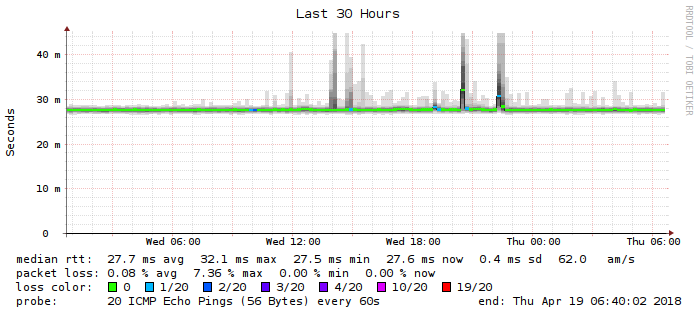 Last 30 Hours
RRDTOOL / TOBI OETIKER
Seconds
40 m
30 m
20 m
10 m
0
Wed 06:00 Wed 12:00 Wed 18:00 Thu 00:00 Thu 06:00
median rtt: 27.7 ms avg 32.1 ms max 27.5 ms min 27.6 ms now 0.4 ms sd 62.0 am/s
packet loss: 0.08 % avg 7.36 % max 0.00 % min 0.00 % now
loss color: 0 1/20 2/20 3/20 4/20 10/20 19/20
probe: 20 ICMP Echo Pings (56 Bytes) every 60s end: Thu Apr 19 06:40:02 2018